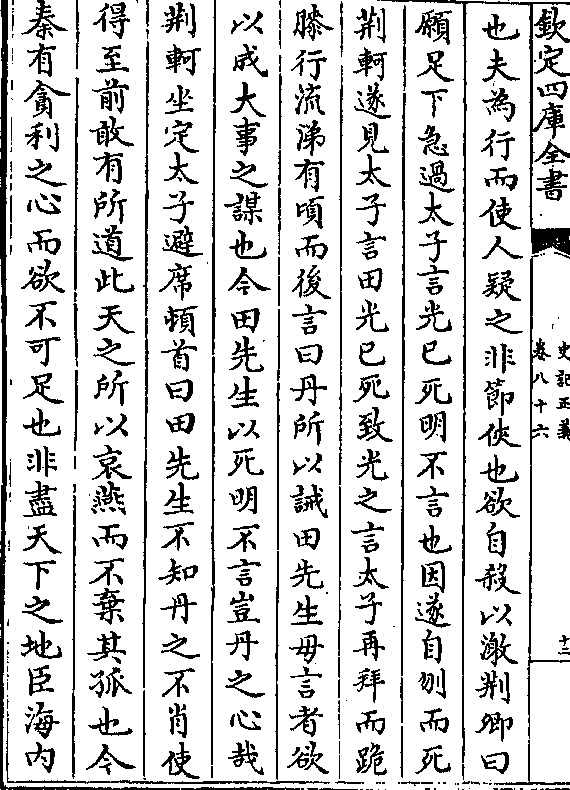 欽定四庫全書
史記正義
卷八十六
十二
也夫為行而使人疑之非節俠也欲自殺以激荆卿曰
願足下急過太子言光已死明不言也因遂自刎而死
荆軻遂見太子言田光已死致光之言太子再拜而跪
膝行流涕有頃而後言曰丹所以誡田先生毋言者欲
以成大事之謀也今田先生以死明不言豈丹之心哉
荆軻坐定太子避席頓首曰田先生不知丹之不肖使
得至前敢有所道此天之所以哀燕而不棄其孤也今
秦有貪利之心而欲不可足也非盡天下之地臣海内